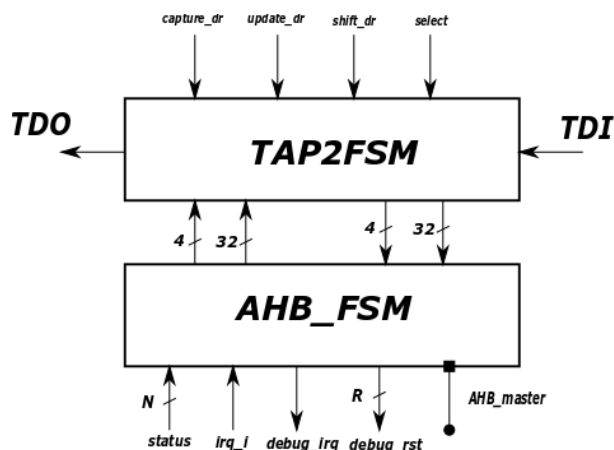 capture_dr update_dr shift_dr select
TDO TDI
TAP2FSM
4 32 4 32
AHB_FSM
N R AHB_master
status irq_i debug_irq debug_rst